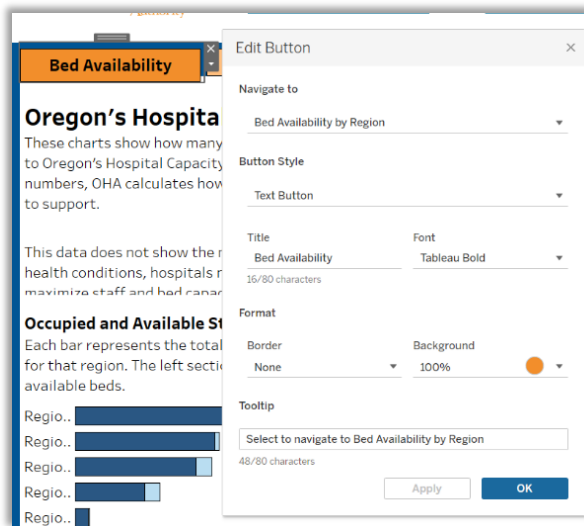 Authority
Bed Availability
Oregon's Hospita
These charts show how many
to Oregon's Hospital Capacity
numbers, OHA calculates how
to support.
This data does not show the
health conditions, hospitals
maximize staff and bed capac
Occupied and Available St
Each bar represents the total
for that region. The left secti
available beds.
Regio..
Regio..
Regio..
Regio..
Regio..
Edit Button
Navigate to
Bed Availability by Region
Button Style
Text Button
Title
Font
Bed Availability
Tableau Bold
16/80 characters
Format
Border
Background
None
100%
Tooltip
Select to navigate to Bed Availability by Region
48/80 characters
Apply
OK